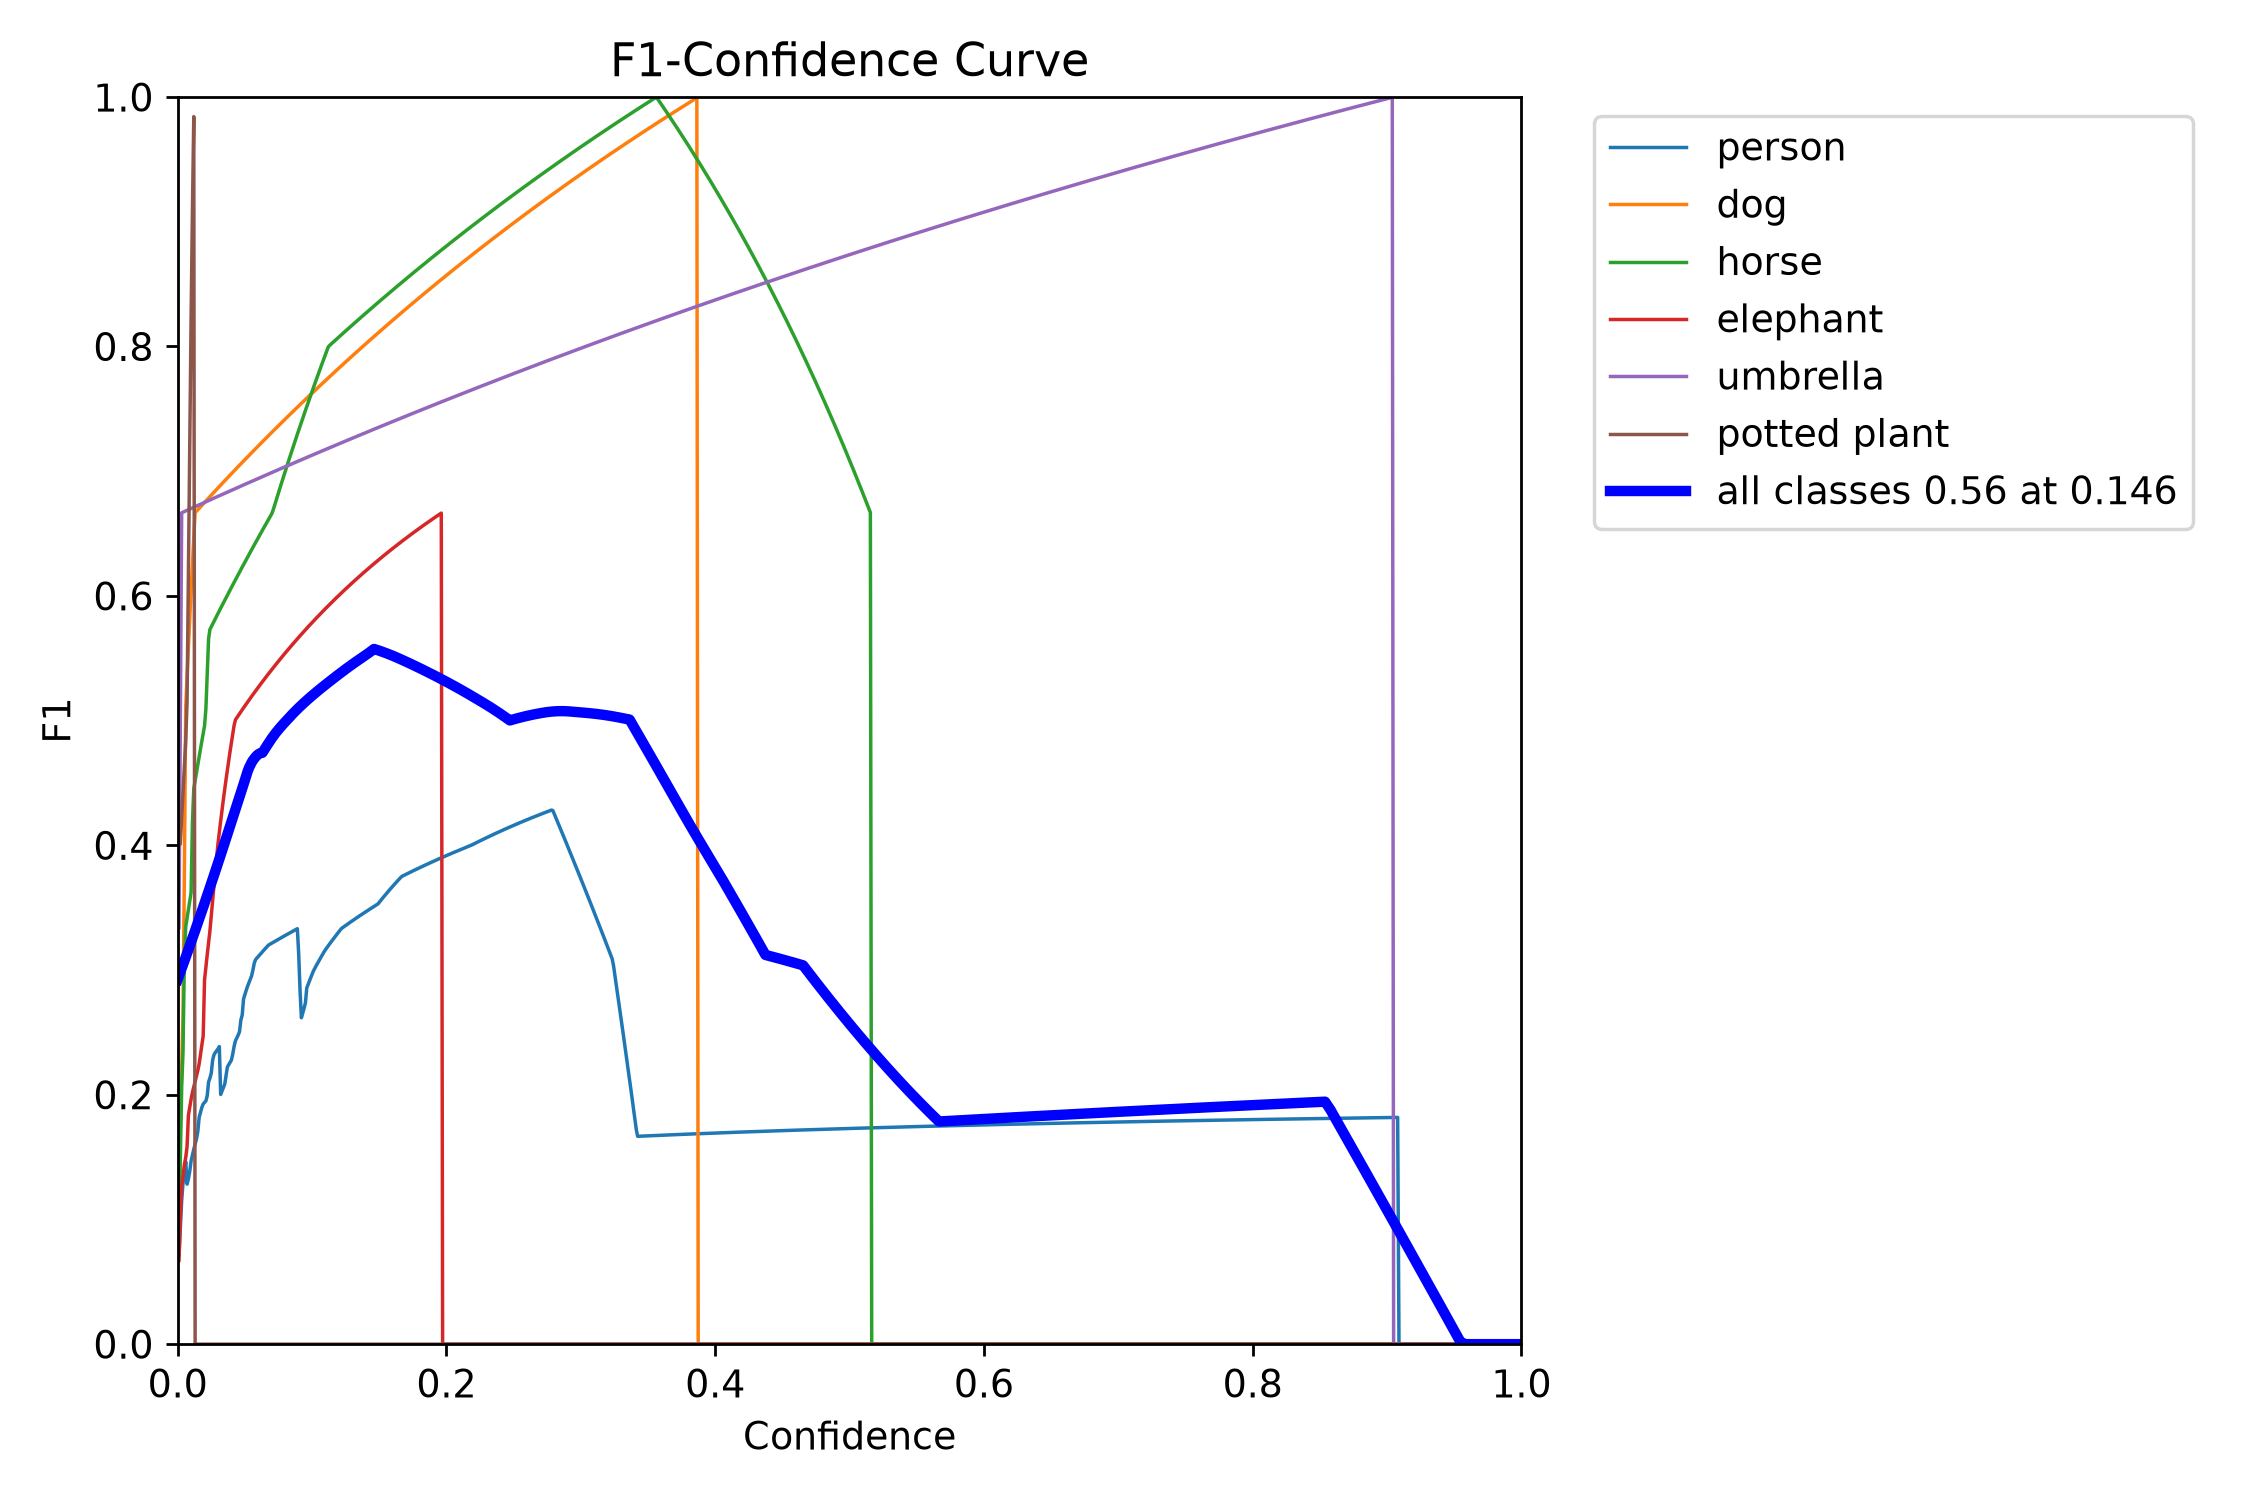 F1-Confidence Curve
1.0
0.8
0.6
0.4
0.2
0.0
F1
0.0 0.2 0.4 0.6 0.8 1.0
Confidence
person
dog
horse
elephant
umbrella
potted plant
all classes 0.56 at 0.146